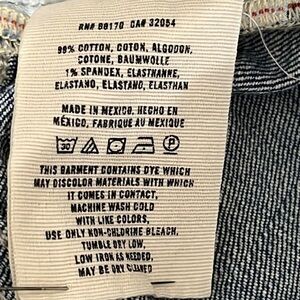 RN# 80170 CA# 32054
99% COTTON, COTON, ALGODON,
COTONE, BAUMWOLLE
1% SPANDEX, ELASTHANNE,
ELASTANO, ELASTANO, ELASTHAN
MADE IN MEXICO, HECHO EN
MÉXICO, FABRIQUE AU MEXIQUE
30
THIS GARMENT CONTAINS DYE WHICH
MAY DISCOLOR MATERIALS WITH WHICH
IT COMES IN CONTACT,
MACHINE WASH COLD
WITH LIKE COLORS,
USE ONLY NON-CHLORINE BLEACH,
TUMBLE DRY LOW,
LOW IRON AS NEEDED,
MAY BE DRY CLEANED